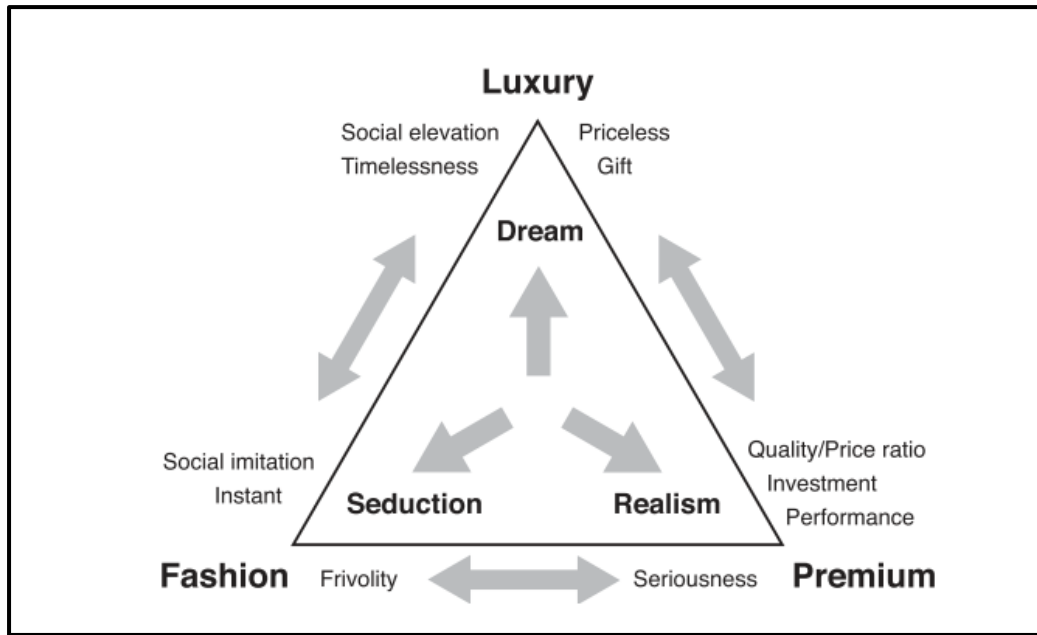 Luxury
Social elevation
Timelessness
Priceless
Gift
Dream
Social imitation
Instant
Quality/Price ratio
Investment
Performance
Seduction
Realism
Fashion
Frivolity
Seriousness
Premium